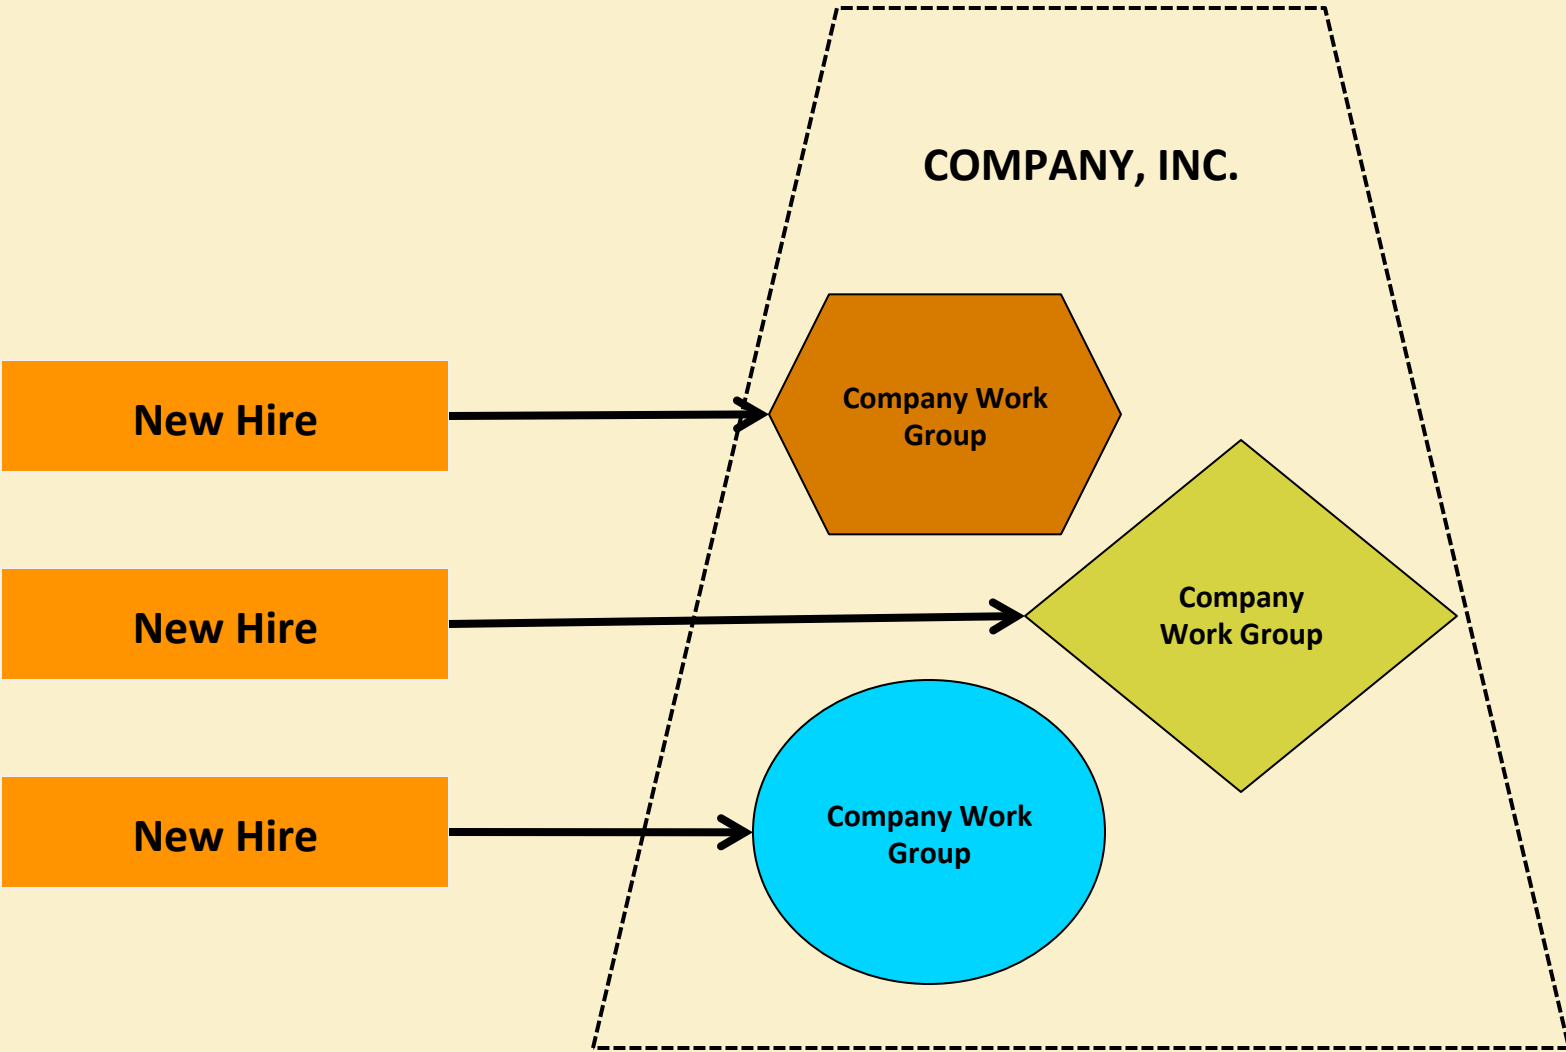 COMPANY, INC.
New Hire
Company Work
Group
New Hire
Company
Work Group
New Hire
Company Work
Group